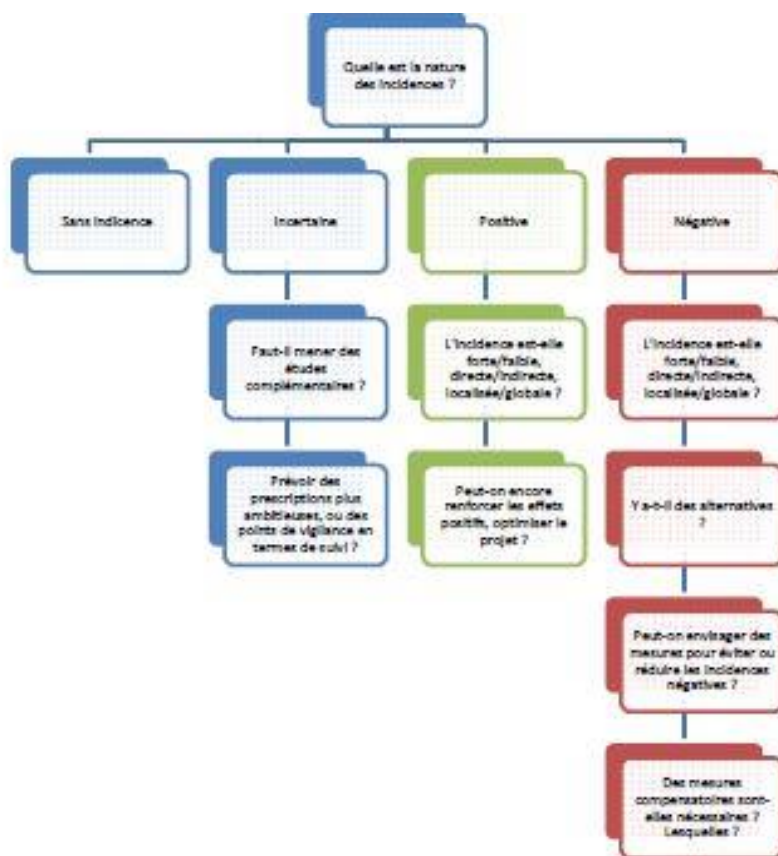 Quelle est la nature
des incidences ?
Sans indicence
Incertaine
Positive
Négative
Faut-il mener des
études
complémentaires ?
L'incidence est-elle
forte/faible,
directe/indirecte,
localisée/globale ?
L'incidence est-elle
forte/faible,
directe/indirecte,
localisée/globale ?
Prévoir des
prescriptions plus
ambitieuses, ou des
points de vigilance en
termes de suivi ?
Peut-on encore
renforcer les effets
positifs, optimiser le
projet ?
Y a-t-il des alternatives
?
Peut-on envisager des
mesures pour éviter ou
réduire les incidences
négatives ?
Des mesures
compensatoires sont-
elles nécessaires ?
Lesquelles ?